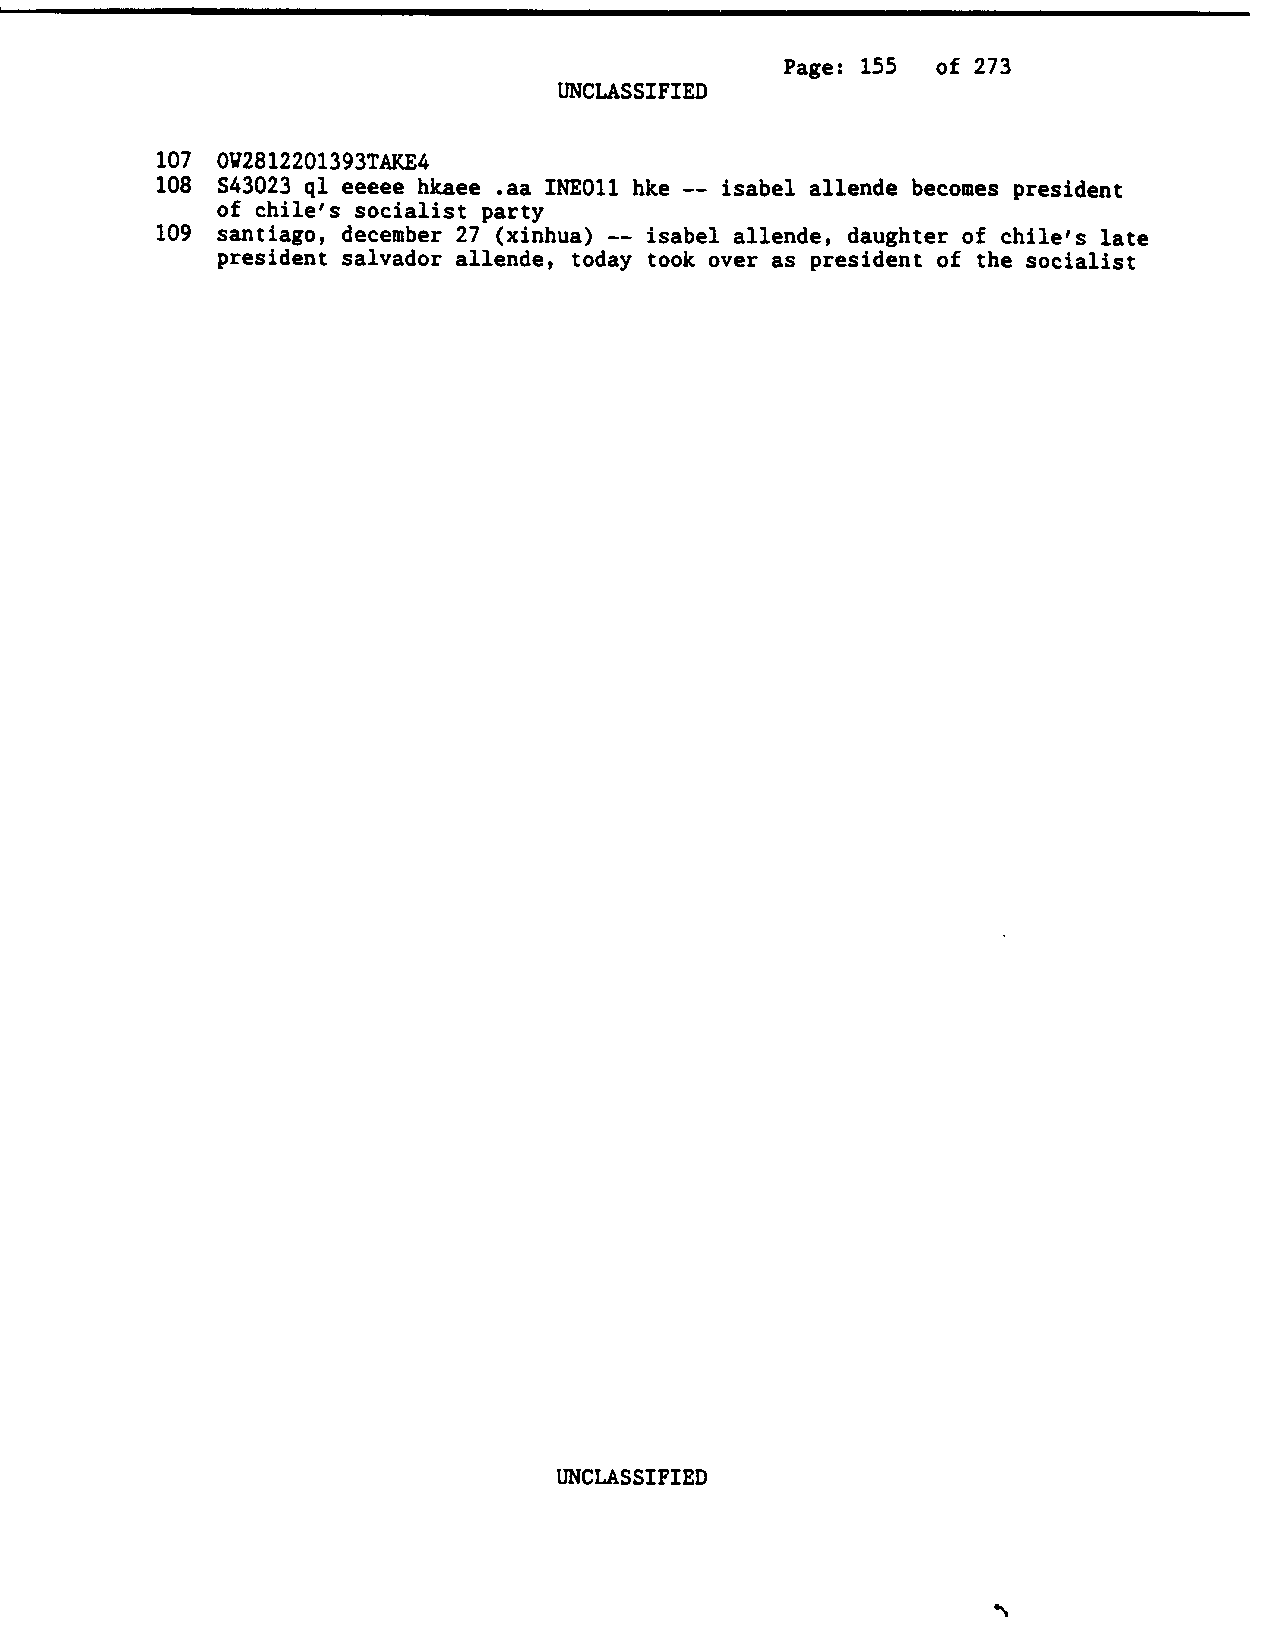 Page: 155 of 273
UNCLASSIFIED
107 OW2812201393TAKE4
108 S43023 ql eeeee hkaee .aa INE011 hke -- isabel allende becomes president
of chile's socialist party
109 santiago, december 27 (xinhua) -- isabel allende, daughter of chile's late
president salvador allende, today took over as president of the socialist
UNCLASSIFIED